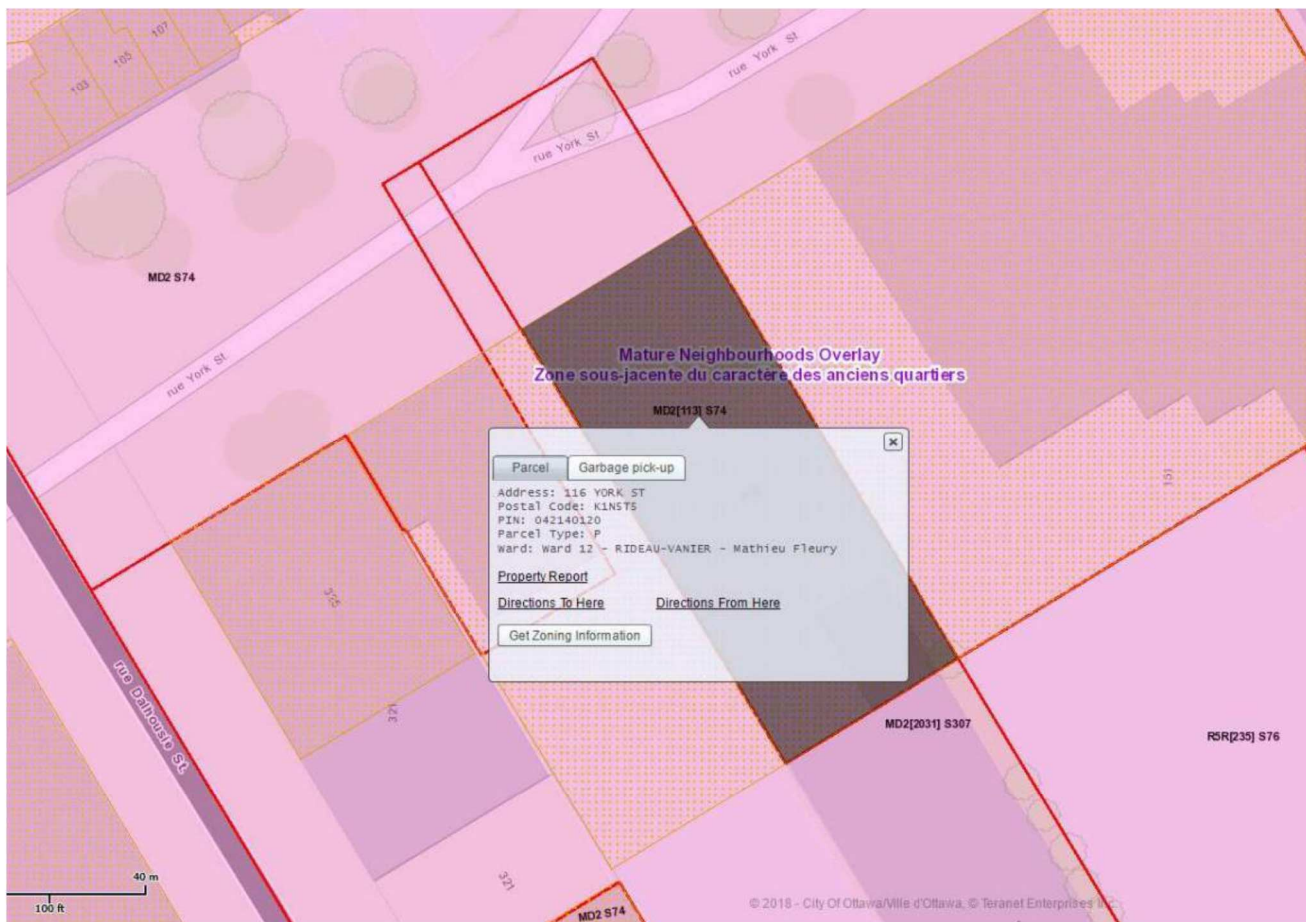 107
105
103
rue York St
rue York St
rue York St
MD2 S74
Mature Neighbourhoods Overlay
Zone sous-jacente du caractère des anciens quartiers
MD2[113] S74
Parcel
Garbage pick-up
Address: 116 YORK ST
Postal Code: K1N5T5
PIN: 042140120
Parcel Type: P
Ward: Ward 12 - RIDEAU-VANIER - Mathieu Fleury
Property Report
Directions To Here
Directions From Here
Get Zoning Information
151
325
321
rue Dalhousie St
MD2[2031] S307
R5R[235] S76
321
40 m
100 ft
MD2 S74
© 2018 - City Of Ottawa/Ville d'Ottawa, © Teranet Enterprises Inc.